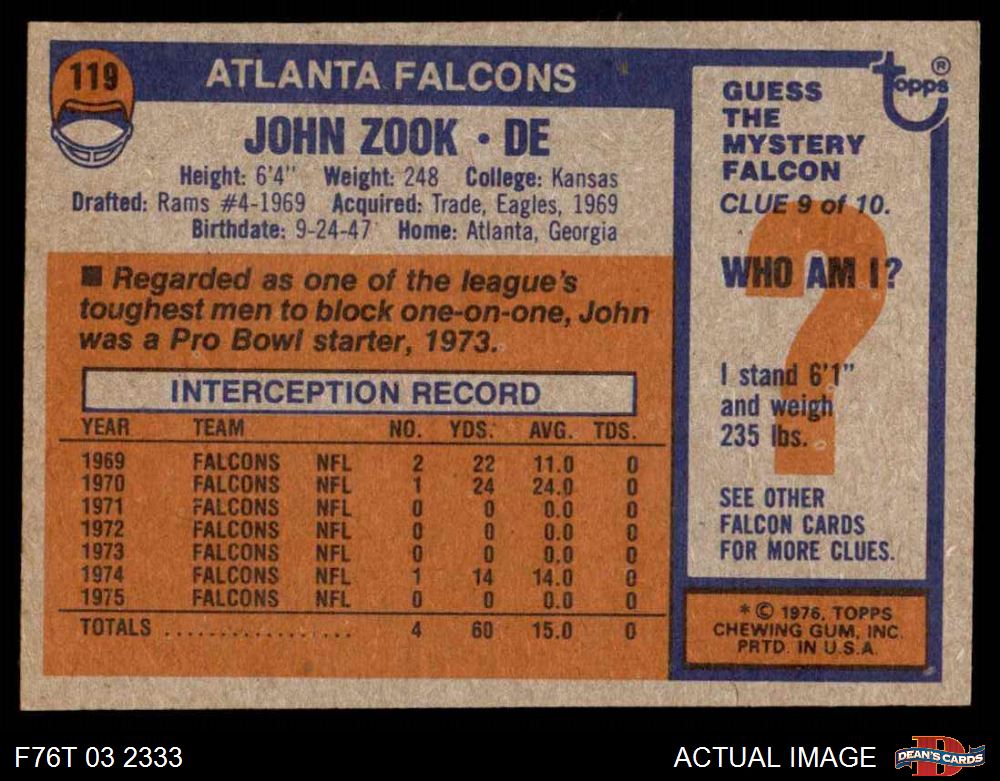 119
ATLANTA FALCONS
JOHN ZOOK • DE
Height: 6'4" Weight: 248 College: Kansas
Drafted: Rams #4-1969 Acquired: Trade, Eagles, 1969
Birthdate: 9-24-47 Home: Atlanta, Georgia
■ Regarded as one of the league's
toughest men to block one-on-one, John
was a Pro Bowl starter, 1973.
INTERCEPTION RECORD
YEAR TEAM NO. YDS. AVG. TDS.
1969 FALCONS NFL 2 22 11.0 0
1970 FALCONS NFL 1 24 24.0 0
1971 FALCONS NFL 0 0 0.0 0
1972 FALCONS NFL 0 0 0.0 0
1973 FALCONS NFL 0 0 0.0 0
1974 FALCONS NFL 1 14 14.0 0
1975 FALCONS NFL 0 0 0.0 0
TOTALS .................. 4 60 15.0 0
topps®
GUESS
THE
MYSTERY
FALCON
CLUE 9 of 10.
?
WHO AM I?
I stand 6'1"
and weigh
235 lbs.
SEE OTHER
FALCON CARDS
FOR MORE CLUES.
* © 1976, TOPPS
CHEWING GUM, INC.
PRTD. IN U.S.A.
F76T 03 2333
ACTUAL IMAGE
D
DEAN'S CARDS